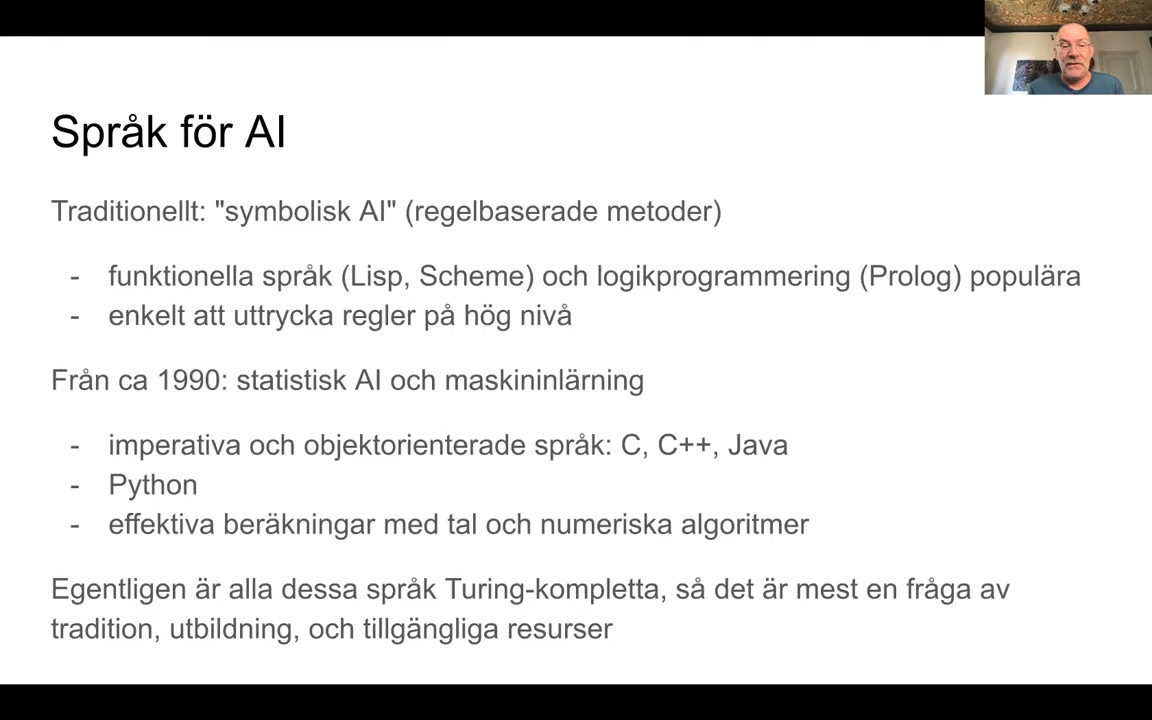 Språk för AI
Traditionellt: "symbolisk AI" (regelbaserade metoder)
- funktionella språk (Lisp, Scheme) och logikprogrammering (Prolog) populära
- enkelt att uttrycka regler på hög nivå
Från ca 1990: statistisk AI och maskininlärning
- imperativa och objektorienterade språk: C, C++, Java
- Python
- effektiva beräkningar med tal och numeriska algoritmer
Egentligen är alla dessa språk Turing-kompletta, så det är mest en fråga av
tradition, utbildning, och tillgängliga resurser